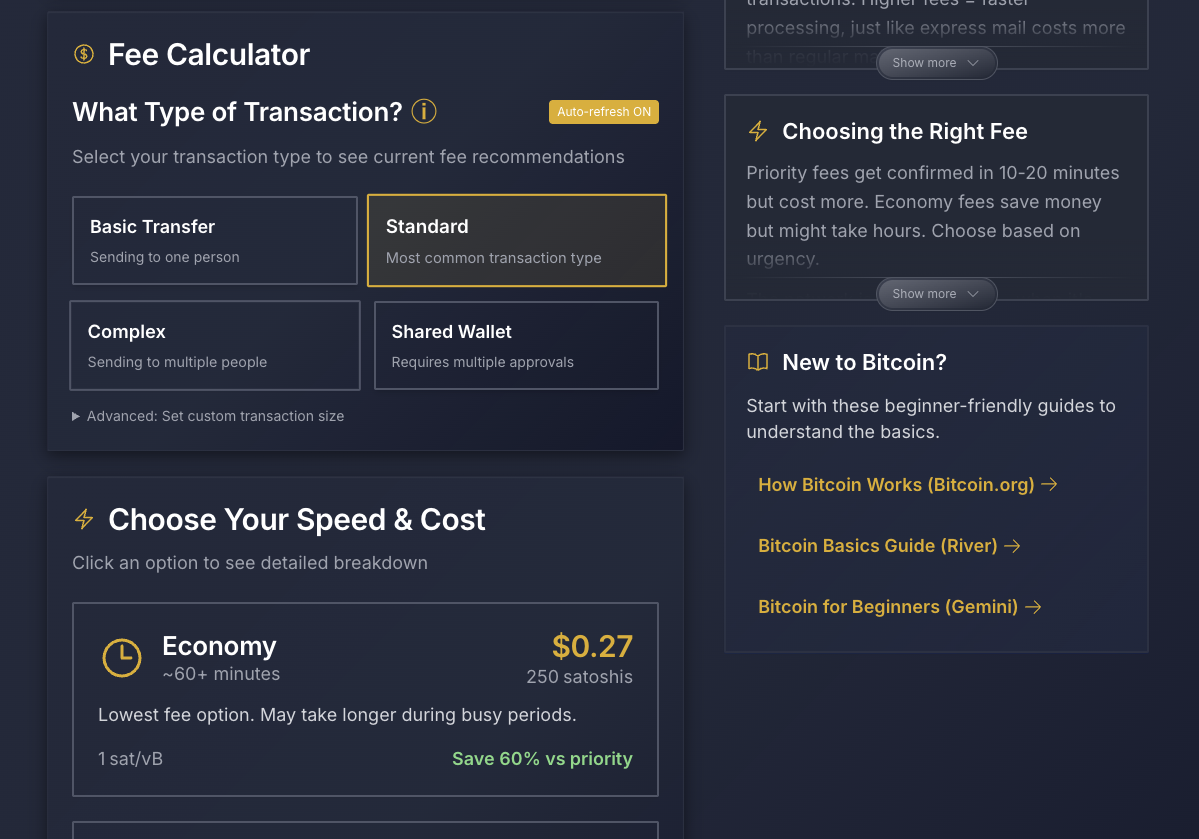 Fee Calculator
What Type of Transaction?
Auto-refresh ON
Select your transaction type to see current fee recommendations
Basic Transfer
Sending to one person
Standard
Most common transaction type
Complex
Sending to multiple people
Shared Wallet
Requires multiple approvals
Advanced: Set custom transaction size
Choose Your Speed & Cost
Click an option to see detailed breakdown
Economy
~60+ minutes
$0.27
250 satoshis
Lowest fee option. May take longer during busy periods.
1 sat/vB
Save 60% vs priority
transactions. Higher fees = faster
processing, just like express mail costs more
than regular
Show more
Choosing the Right Fee
Priority fees get confirmed in 10-20 minutes
but cost more. Economy fees save money
but might take hours. Choose based on
urgency.
Show more
New to Bitcoin?
Start with these beginner-friendly guides to
understand the basics.
How Bitcoin Works (Bitcoin.org) →
Bitcoin Basics Guide (River) →
Bitcoin for Beginners (Gemini) →